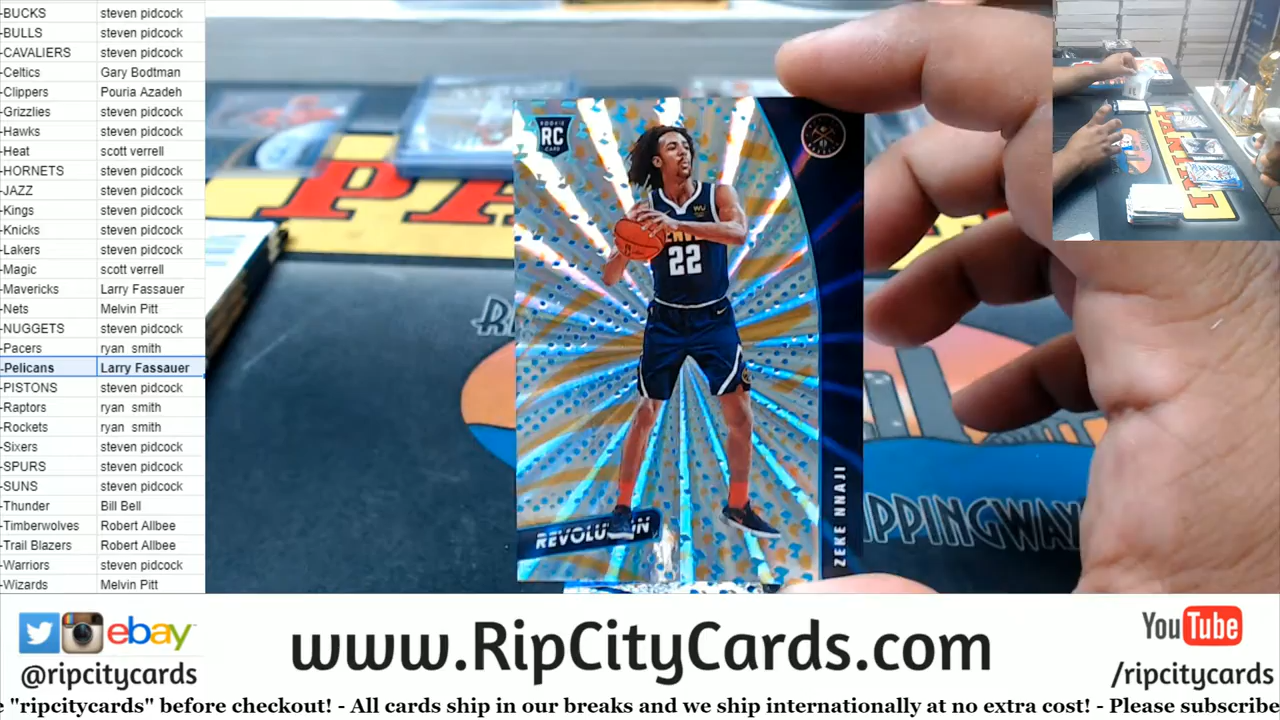 -BUCKS steven pidcock
-BULLS steven pidcock
-CAVALIERS steven pidcock
-Celtics Gary Bodtman
-Clippers Pouria Azadeh
-Grizzlies steven pidcock
-Hawks steven pidcock
-Heat scott verrell
-HORNETS steven pidcock
-JAZZ steven pidcock
-Kings steven pidcock
-Knicks steven pidcock
-Lakers steven pidcock
-Magic scott verrell
-Mavericks Larry Fassauer
-Nets Melvin Pitt
-NUGGETS steven pidcock
-Pacers ryan smith
-Pelicans Larry Fassauer
-PISTONS steven pidcock
-Raptors ryan smith
-Rockets ryan smith
-Sixers steven pidcock
-SPURS steven pidcock
-SUNS steven pidcock
-Thunder Bill Bell
-Timberwolves Robert Allbee
-Trail Blazers Robert Allbee
-Warriors steven pidcock
-Wizards Melvin Pitt
PA
ROOKIE
RC
CARD
WU
22
REVOLU
N
ZEKE NNAJI
IPPINGWAY
PANINI
ebay
@ripcitycards
www.RipCityCards.com
YouTube
/ripcitycards
"ripcitycards" before checkout! - All cards ship in our breaks and we ship internationally at no extra cost! - Please subscribe